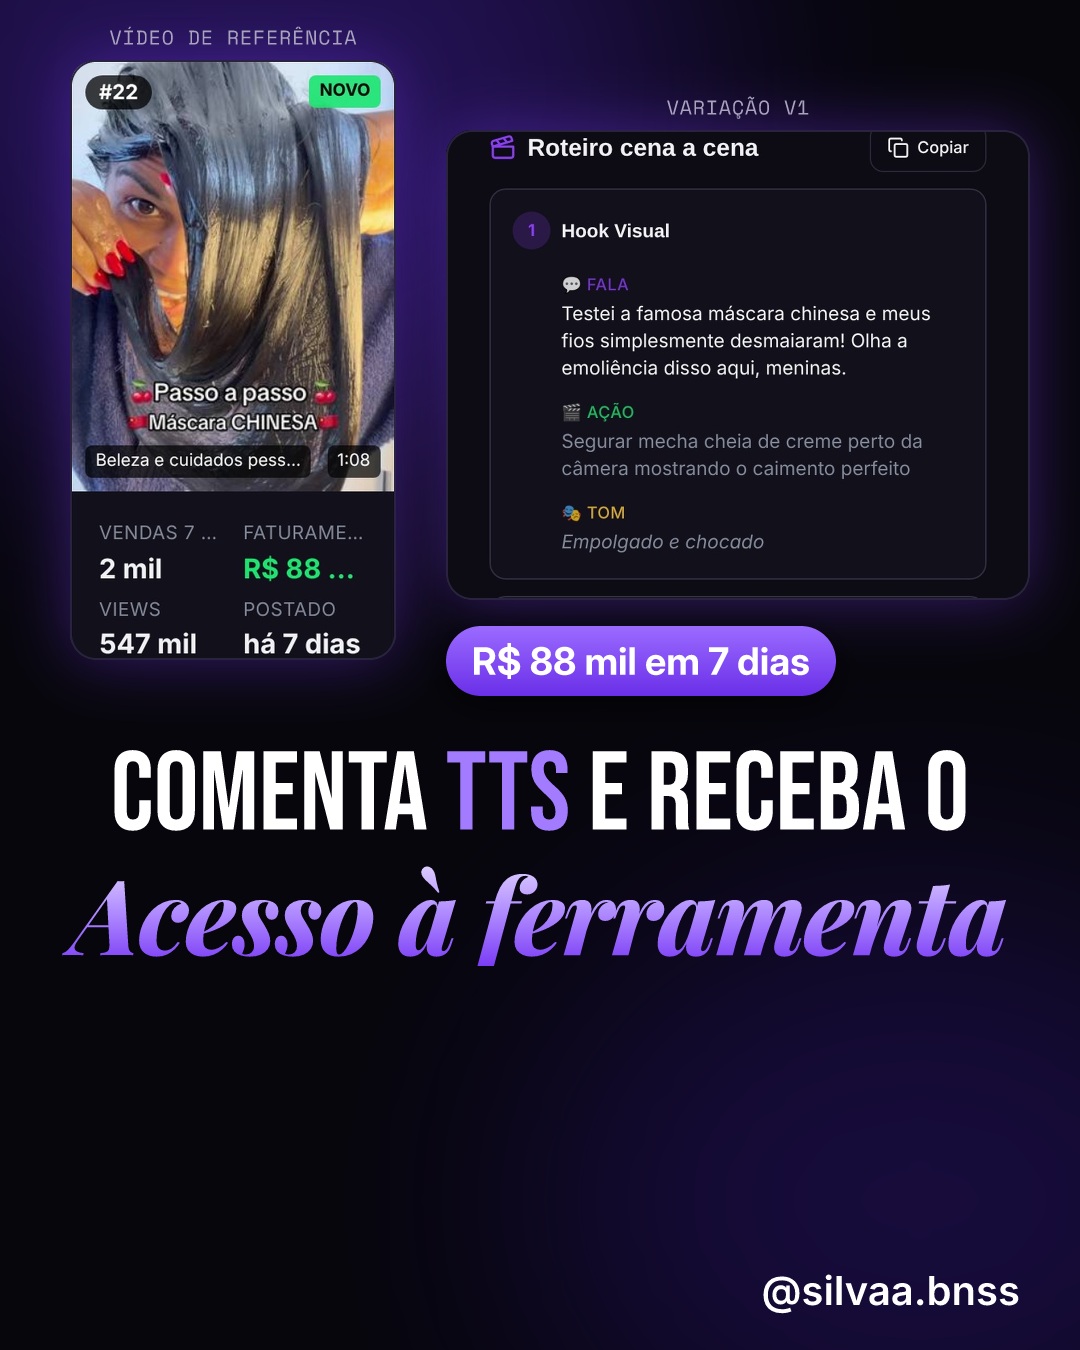 VÍDEO DE REFERÊNCIA
#22
NOVO
🍒Passo a passo🍒
🇨🇳Máscara CHINESA🇨🇳
Beleza e cuidados pess...
1:08
VENDAS 7 ...
FATURAME...
2 mil
R$ 88 ...
VIEWS
POSTADO
547 mil
há 7 dias
VARIAÇÃO V1
Roteiro cena a cena
Copiar
1
Hook Visual
💬 FALA
Testei a famosa máscara chinesa e meus
fios simplesmente desmaiaram! Olha a
emoliência disso aqui, meninas.
🎬 AÇÃO
Segurar mecha cheia de creme perto da
câmera mostrando o caimento perfeito
🎭 TOM
Empolgado e chocado
R$ 88 mil em 7 dias
COMENTA TTS E RECEBA O
Acesso à ferramenta
@silvaa.bnss